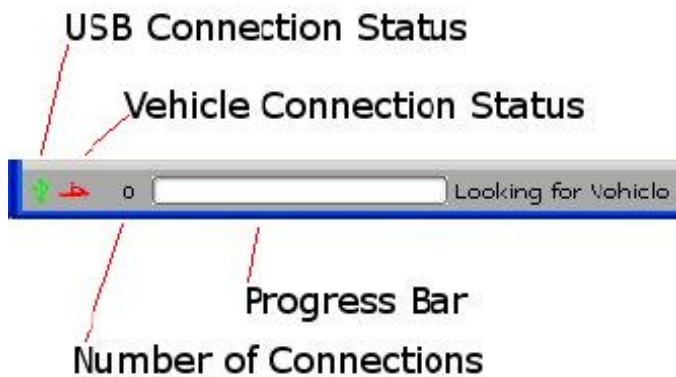 USB Connection Status
Vehicle Connection Status
0 Looking for Vehicle
Progress Bar
Number of Connections